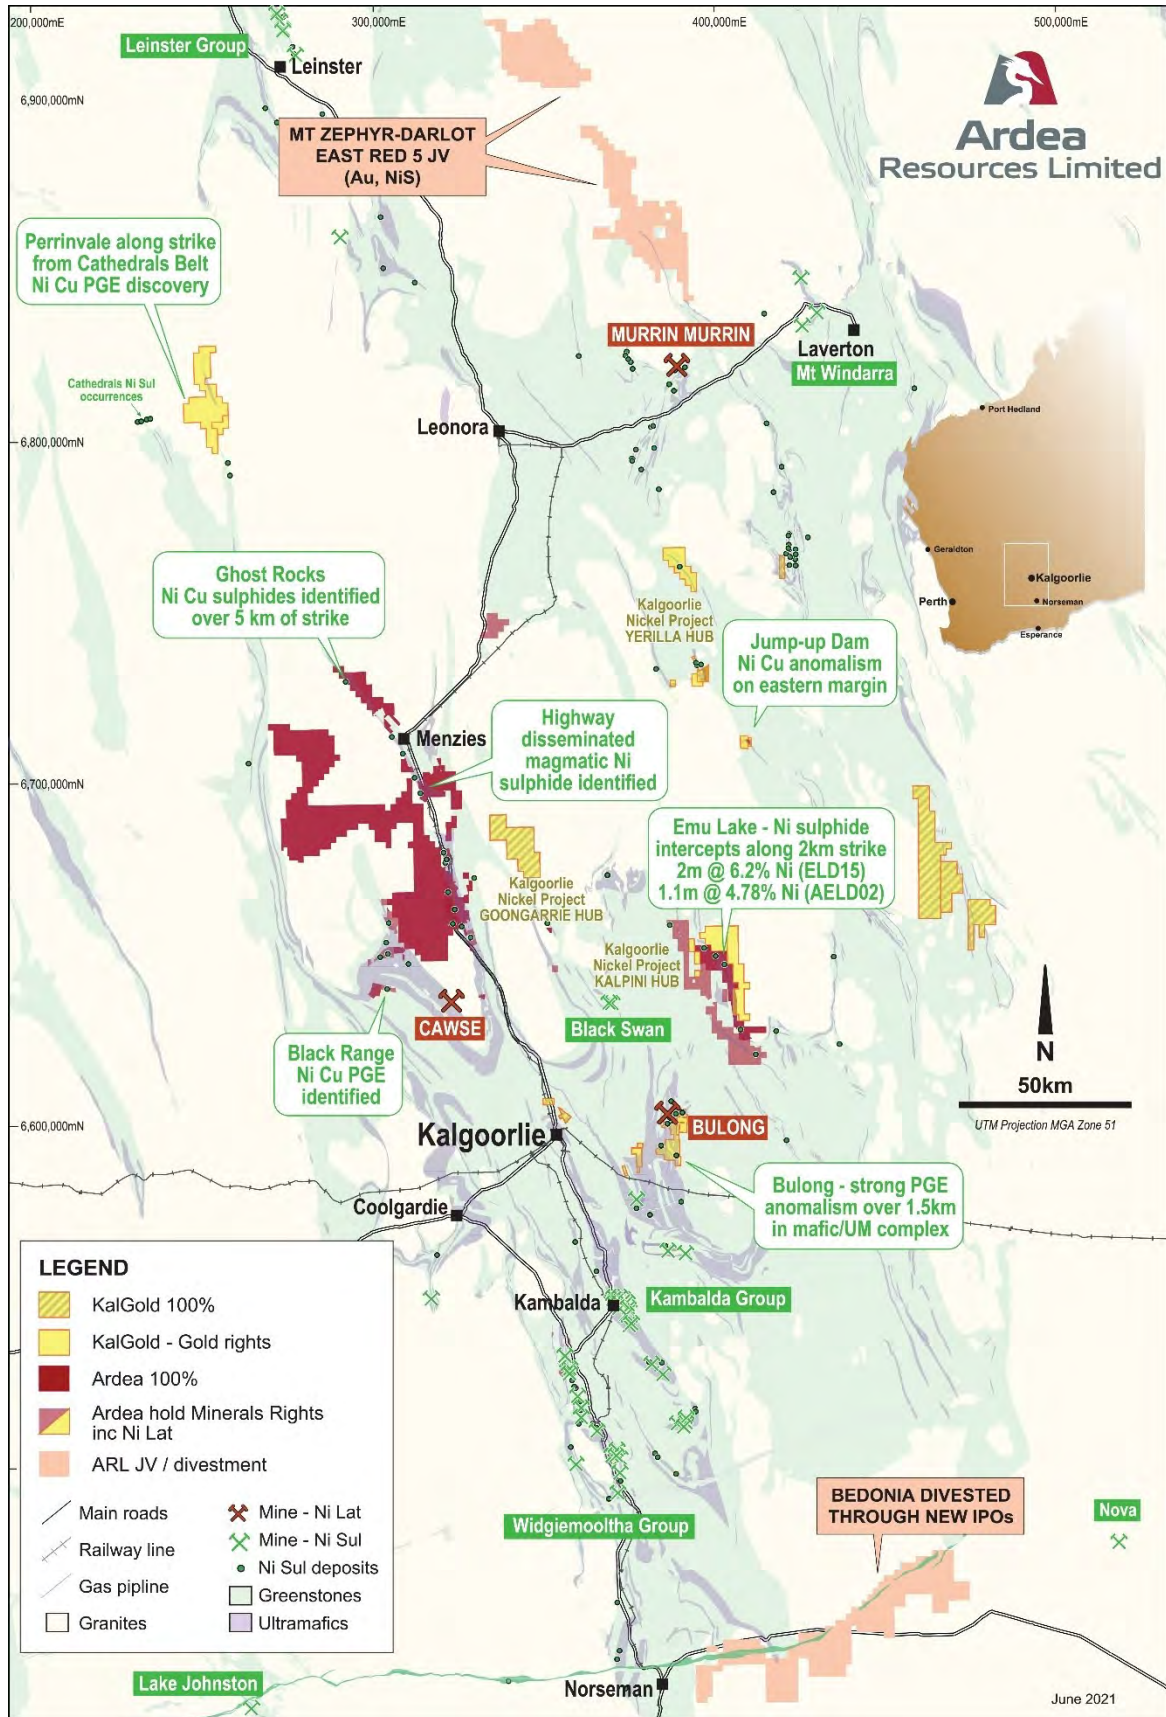 200,000mE
300,000mE
400,000mE
500,000mE
Leinster Group
Leinster
6,900,000mN
MT ZEPHYR-DARLOT
EAST RED 5 JV
(Au, NiS)
Ardea
Resources Limited
Perrinvale along strike
from Cathedrals Belt
Ni Cu PGE discovery
MURRIN MURRIN
Laverton
Mt Windarra
Cathedrals Ni Sul
occurrences
Leonora
6,800,000mN
Port Hedland
Geraldton
Kalgoorlie
Perth
Norseman
Esperance
Ghost Rocks
Ni Cu sulphides identified
over 5 km of strike
Kalgoorlie
Nickel Project
YERILLA HUB
Jump-up Dam
Ni Cu anomalism
on eastern margin
Menzies
Highway
disseminated
magmatic Ni
sulphide identified
6,700,000mN
Emu Lake - Ni sulphide
intercepts along 2km strike
2m @ 6.2% Ni (ELD15)
1.1m @ 4.78% Ni (AELD02)
Kalgoorlie
Nickel Project
GOONGARRIE HUB
Kalgoorlie
Nickel Project
KALPINI HUB
CAWSE
Black Swan
Black Range
Ni Cu PGE
identified
N
50km
UTM Projection MGA Zone 51
6,600,000mN
Kalgoorlie
BULONG
Coolgardie
Bulong - strong PGE
anomalism over 1.5km
in mafic/UM complex
Kambalda
Kambalda Group
LEGEND
KalGold 100%
KalGold - Gold rights
Ardea 100%
Ardea hold Minerals Rights
inc Ni Lat
ARL JV / divestment
Main roads
Railway line
Gas pipline
Granites
Mine - Ni Lat
Mine - Ni Sul
Ni Sul deposits
Greenstones
Ultramafics
Widgiemooltha Group
BEDONIA DIVESTED
THROUGH NEW IPOs
Nova
Lake Johnston
Norseman
June 2021